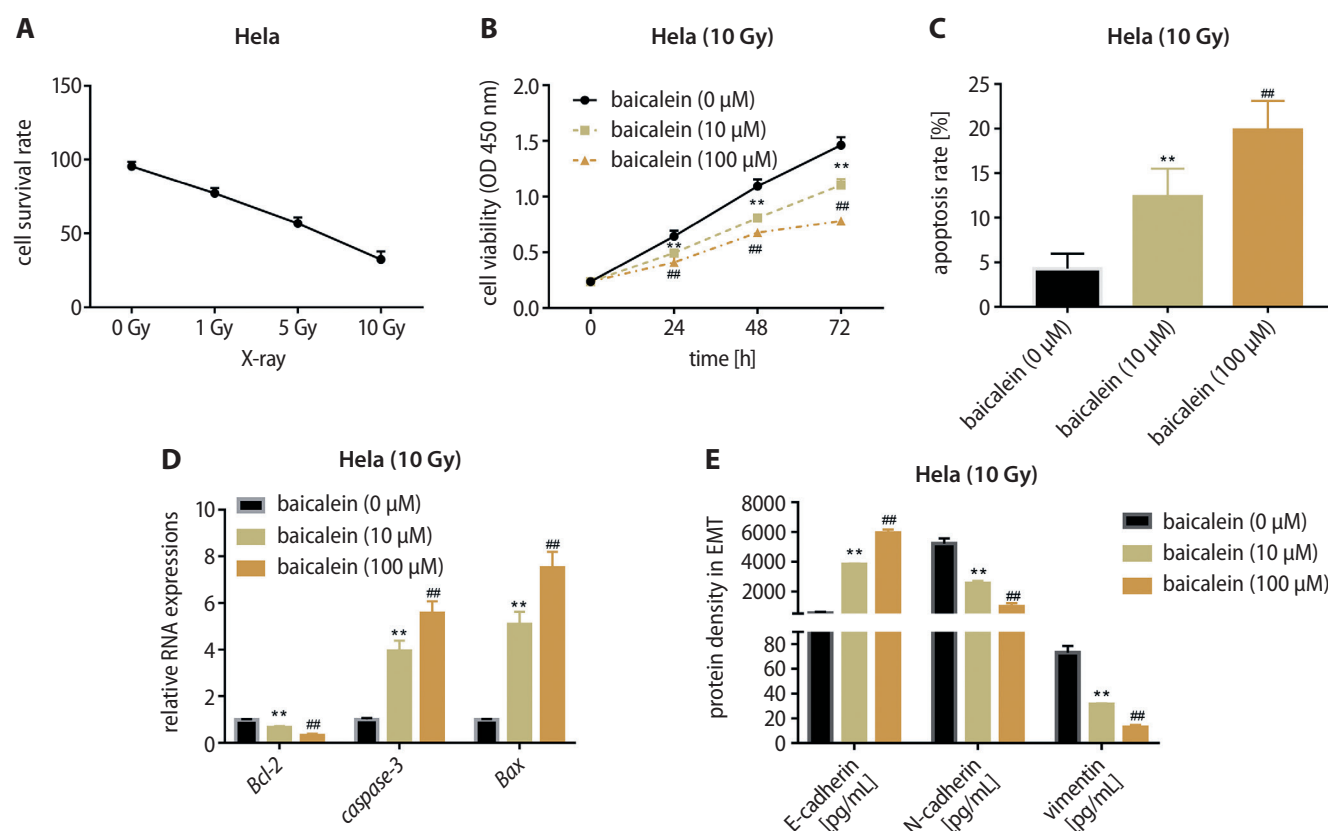 A
Hela
cell survival rate
150
100
50
0
0 Gy
1 Gy
5 Gy
10 Gy
X-ray
B
Hela (10 Gy)
cell viability (OD 450 nm)
2.0
1.5
1.0
0.5
0.0
baicalein (0 µM)
baicalein (10 µM)
baicalein (100 µM)
**
**
**
##
##
##
0
24
48
72
time [h]
C
Hela (10 Gy)
apoptosis rate [%]
25
20
15
10
5
0
**
##
baicalein (0 µM)
baicalein (10 µM)
baicalein (100 µM)
D
Hela (10 Gy)
relative RNA expressions
10
8
6
4
2
0
baicalein (0 µM)
baicalein (10 µM)
baicalein (100 µM)
**
##
**
##
**
##
Bcl-2
caspase-3
Bax
E
Hela (10 Gy)
protein density in EMT
8000
6000
4000
2000
80
60
40
20
0
**
##
**
##
**
##
baicalein (0 µM)
baicalein (10 µM)
baicalein (100 µM)
E-cadherin
[pg/mL]
N-cadherin
[pg/mL]
vimentin
[pg/mL]